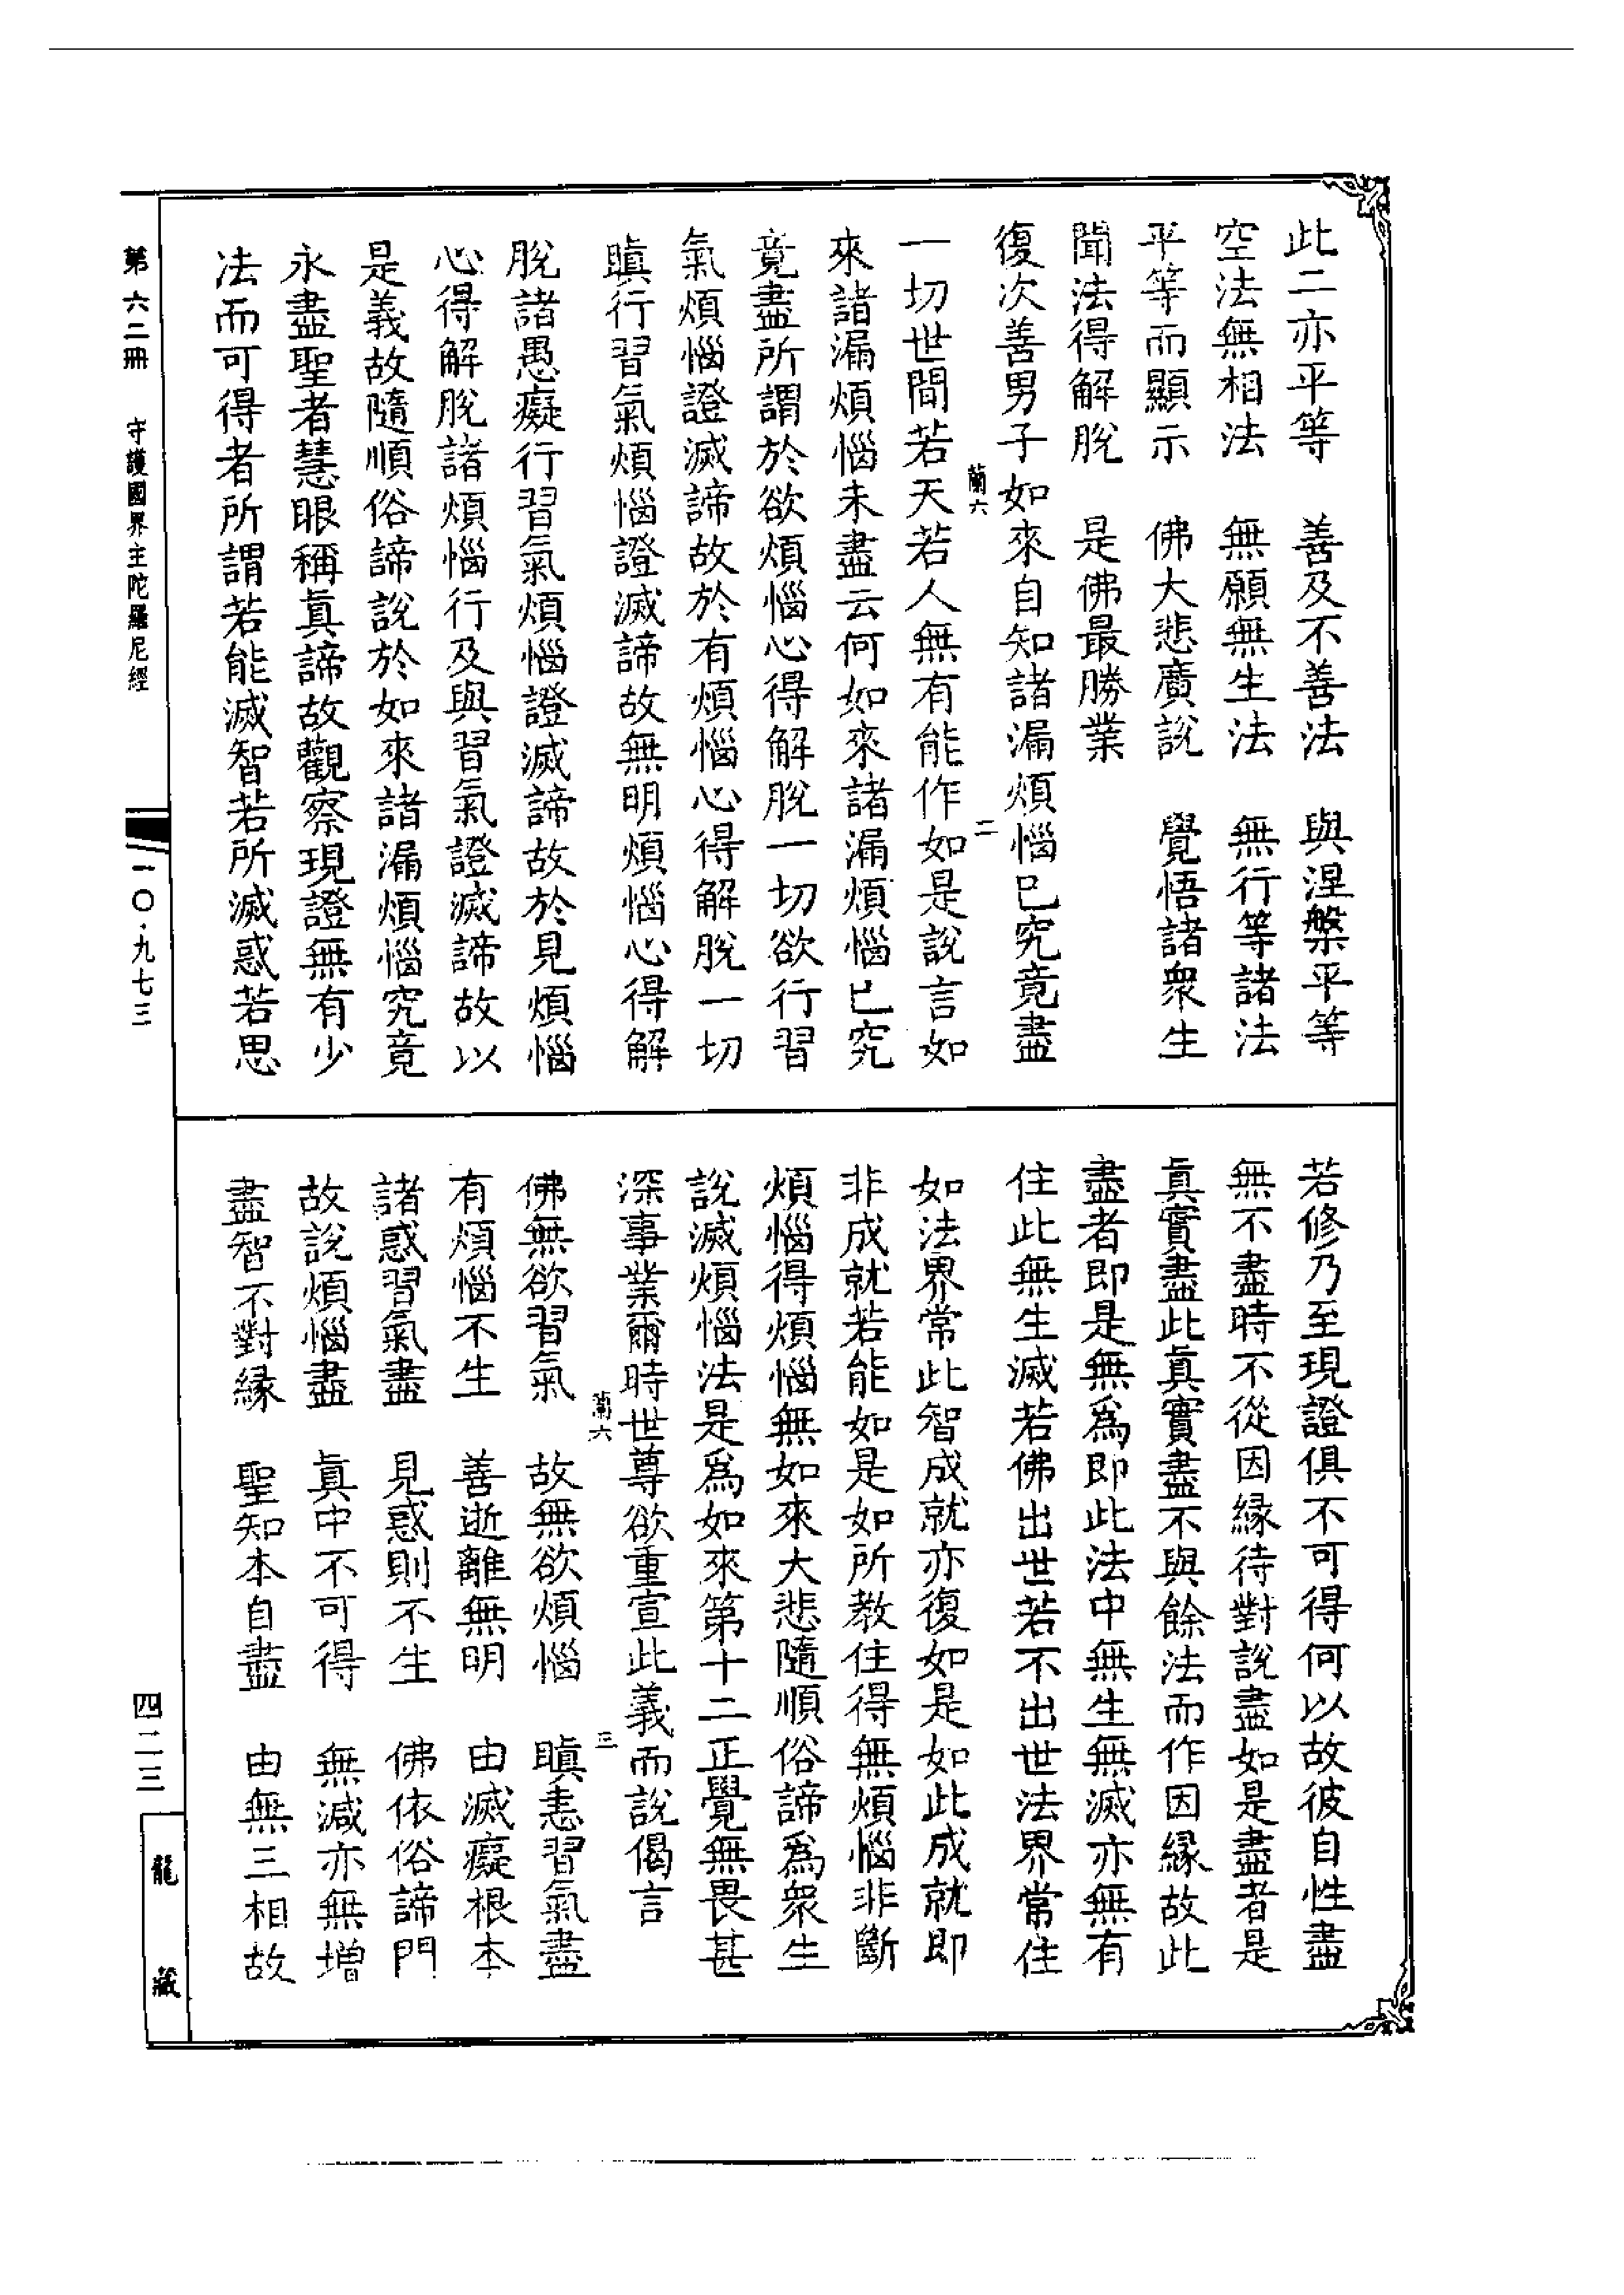 此二亦平等　善及不善法　與涅槃平等
空法無相法　無願無生法　無行等諸法
平等而顯示　佛大悲廣說　覺悟諸衆生
聞法得解脫　是佛最勝業
復次善男子如來自知諸漏煩惱已究竟盡
蘭六　二
一切世間若天若人無有能作如是說言如
來諸漏煩惱未盡云何如來諸漏煩惱已究
竟盡所謂於欲煩惱心得解脫一切欲行習
氣煩惱證滅諦故於有煩惱心得解脫一切
瞋行習氣煩惱證滅諦故無明煩惱心得解
脫諸愚癡行習氣煩惱證滅諦故於見煩惱
心得解脫諸煩惱行及與習氣證滅諦故以
是義故隨順俗諦說於如來諸漏煩惱究竟
永盡聖者慧眼稱眞諦故觀察現證無有少
法而可得者所謂若能滅智若所滅惑若思
若修乃至現證俱不可得何以故彼自性盡
無不盡時不從因緣待對說盡如是盡者是
眞實盡此眞實盡不與餘法而作因緣故此
盡者即是無爲即此法中無生無滅亦無有
住此無生滅若佛出世若不出世法界常住
如法界常此智成就亦復如是如此成就即
非成就若能如是如所教住得無煩惱非斷
煩惱得煩惱無如來大悲隨順俗諦爲衆生
說滅煩惱法是爲如來第十二正覺無畏甚
深事業爾時世尊欲重宣此義而說偈言
蘭六　三
佛無欲習氣　故無欲煩惱　瞋恚習氣盡
有煩惱不生　善逝離無明　由滅癡根本
諸惑習氣盡　見惑則不生　佛依俗諦門
故說煩惱盡　眞中不可得　無減亦無增
盡智不對緣　聖知本自盡　由無三相故
第六二冊　守護國界主陀羅尼經　一〇·九七三
四二三　龍藏